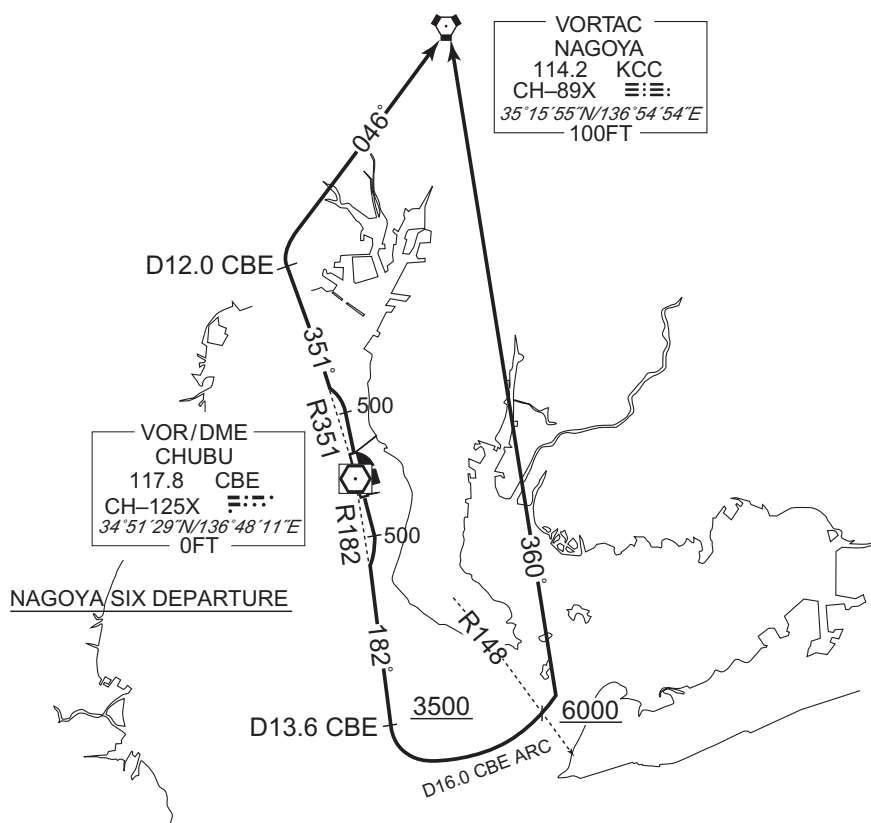 VORTAC
NAGOYA
114.2 KCC
CH–89X
35°15´55˝N/136°54´54˝E
100FT
046°
D12.0 CBE
351°
R351
500
VOR/DME
CHUBU
117.8 CBE
CH–125X
34°51´29˝N/136°48´11˝E
0FT
R182
500
360°
NAGOYA SIX DEPARTURE
R148
182°
3500
6000
D13.6 CBE
D16.0 CBE ARC